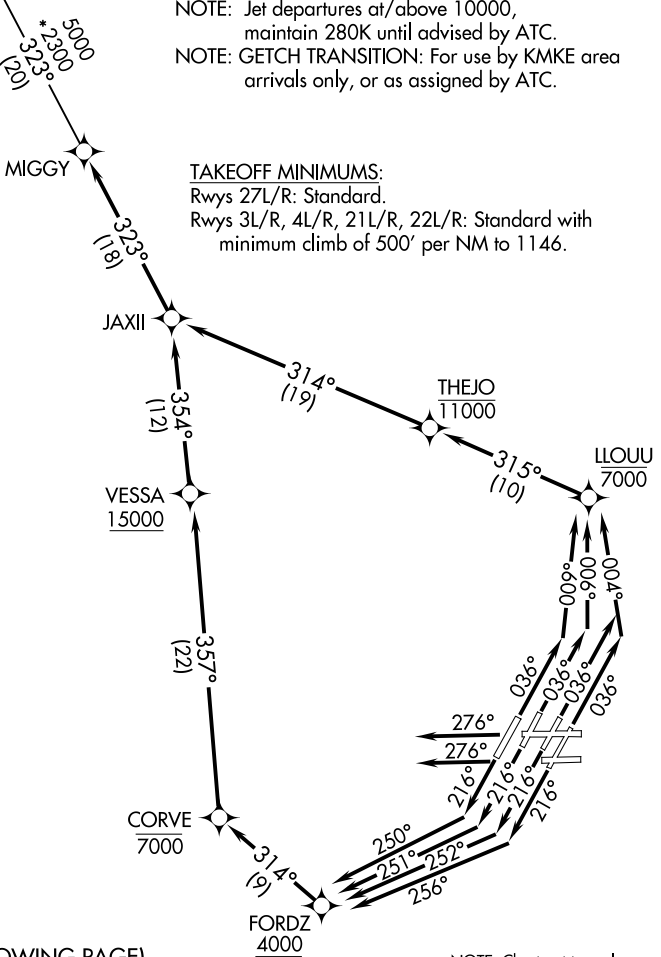 NOTE: Jet departures at/above 10000,
maintain 280K until advised by ATC.
NOTE: GETCH TRANSITION: For use by KMKE area
arrivals only, or as assigned by ATC.
5000
*2300
323°
(20)
MIGGY
TAKEOFF MINIMUMS:
Rwys 27L/R: Standard.
Rwys 3L/R, 4L/R, 21L/R, 22L/R: Standard with
minimum climb of 500' per NM to 1146.
323°
(18)
JAXII
314°
(19)
THEJO
11000
354°
(12)
315°
(10)
LLOUU
7000
VESSA
15000
009°
006°
004°
357°
(22)
036°
036°
036°
036°
276°
276°
216°
216°
216°
216°
CORVE
7000
250°
251°
252°
256°
314°
(9)
FORDZ
4000
OWING PAGE)